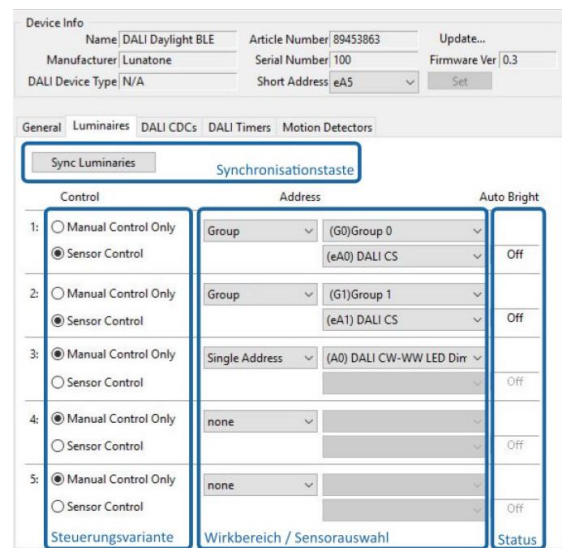 Device Info
Name DALI Daylight BLE Article Number 89453863 Update...
Manufacturer Lunatone Serial Number 100 Firmware Ver 0.3
DALI Device Type N/A Short Address eA5 Set
General Luminaires DALI CDCs DALI Timers Motion Detectors
Sync Luminaries Synchronisationstaste
Control Address Auto Bright
1: Manual Control Only Group (G0)Group 0
Sensor Control (eA0) DALI CS Off
2: Manual Control Only Group (G1)Group 1
Sensor Control (eA1) DALI CS Off
3: Manual Control Only Single Address (A0) DALI CW-WW LED Dim
Sensor Control Off
4: Manual Control Only none
Sensor Control Off
5: Manual Control Only none
Sensor Control Off
Steuerungsvariante Wirkbereich / Sensorauswahl Status